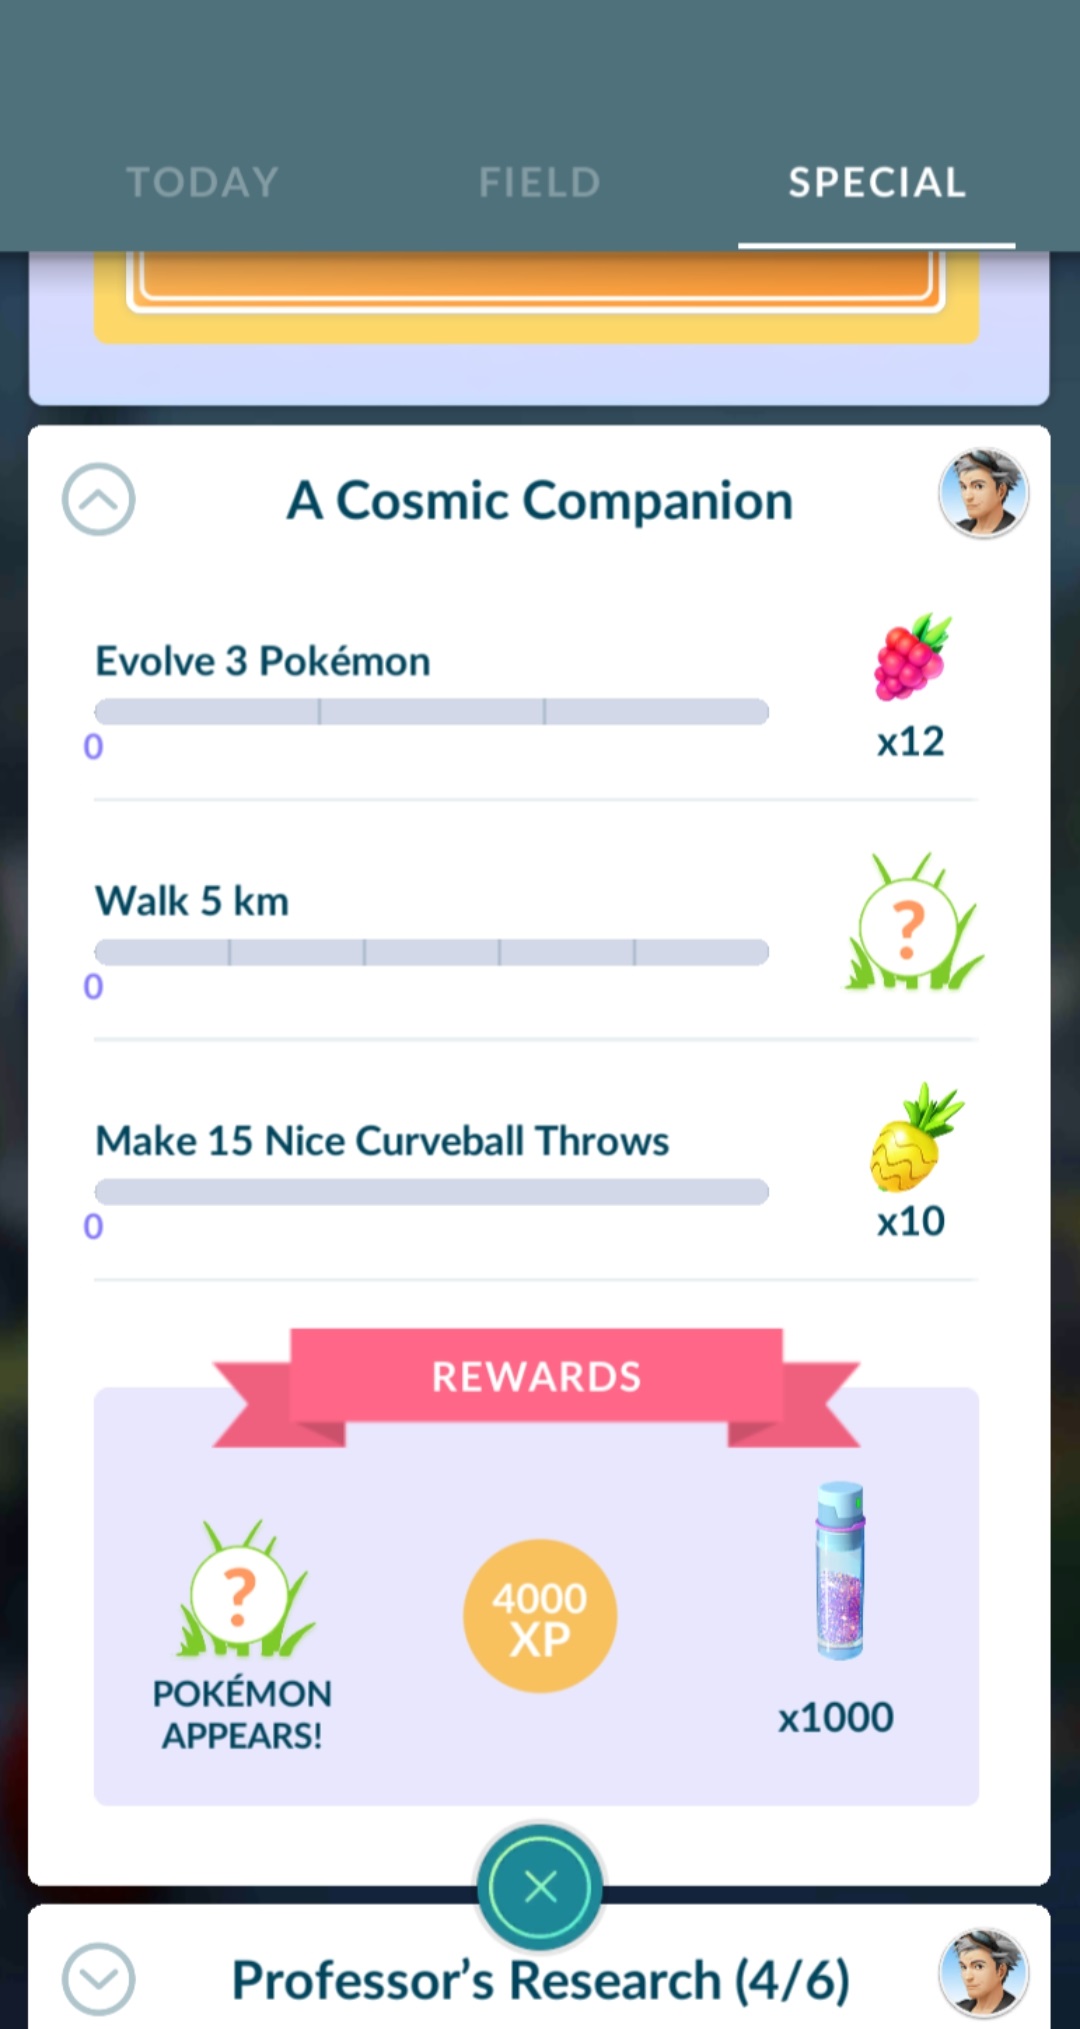 TODAY
FIELD
SPECIAL
A Cosmic Companion
Evolve 3 Pokémon
0
x12
Walk 5 km
0
?
Make 15 Nice Curveball Throws
0
x10
REWARDS
?
POKÉMON
APPEARS!
4000
XP
x1000
Professor’s Research (4/6)